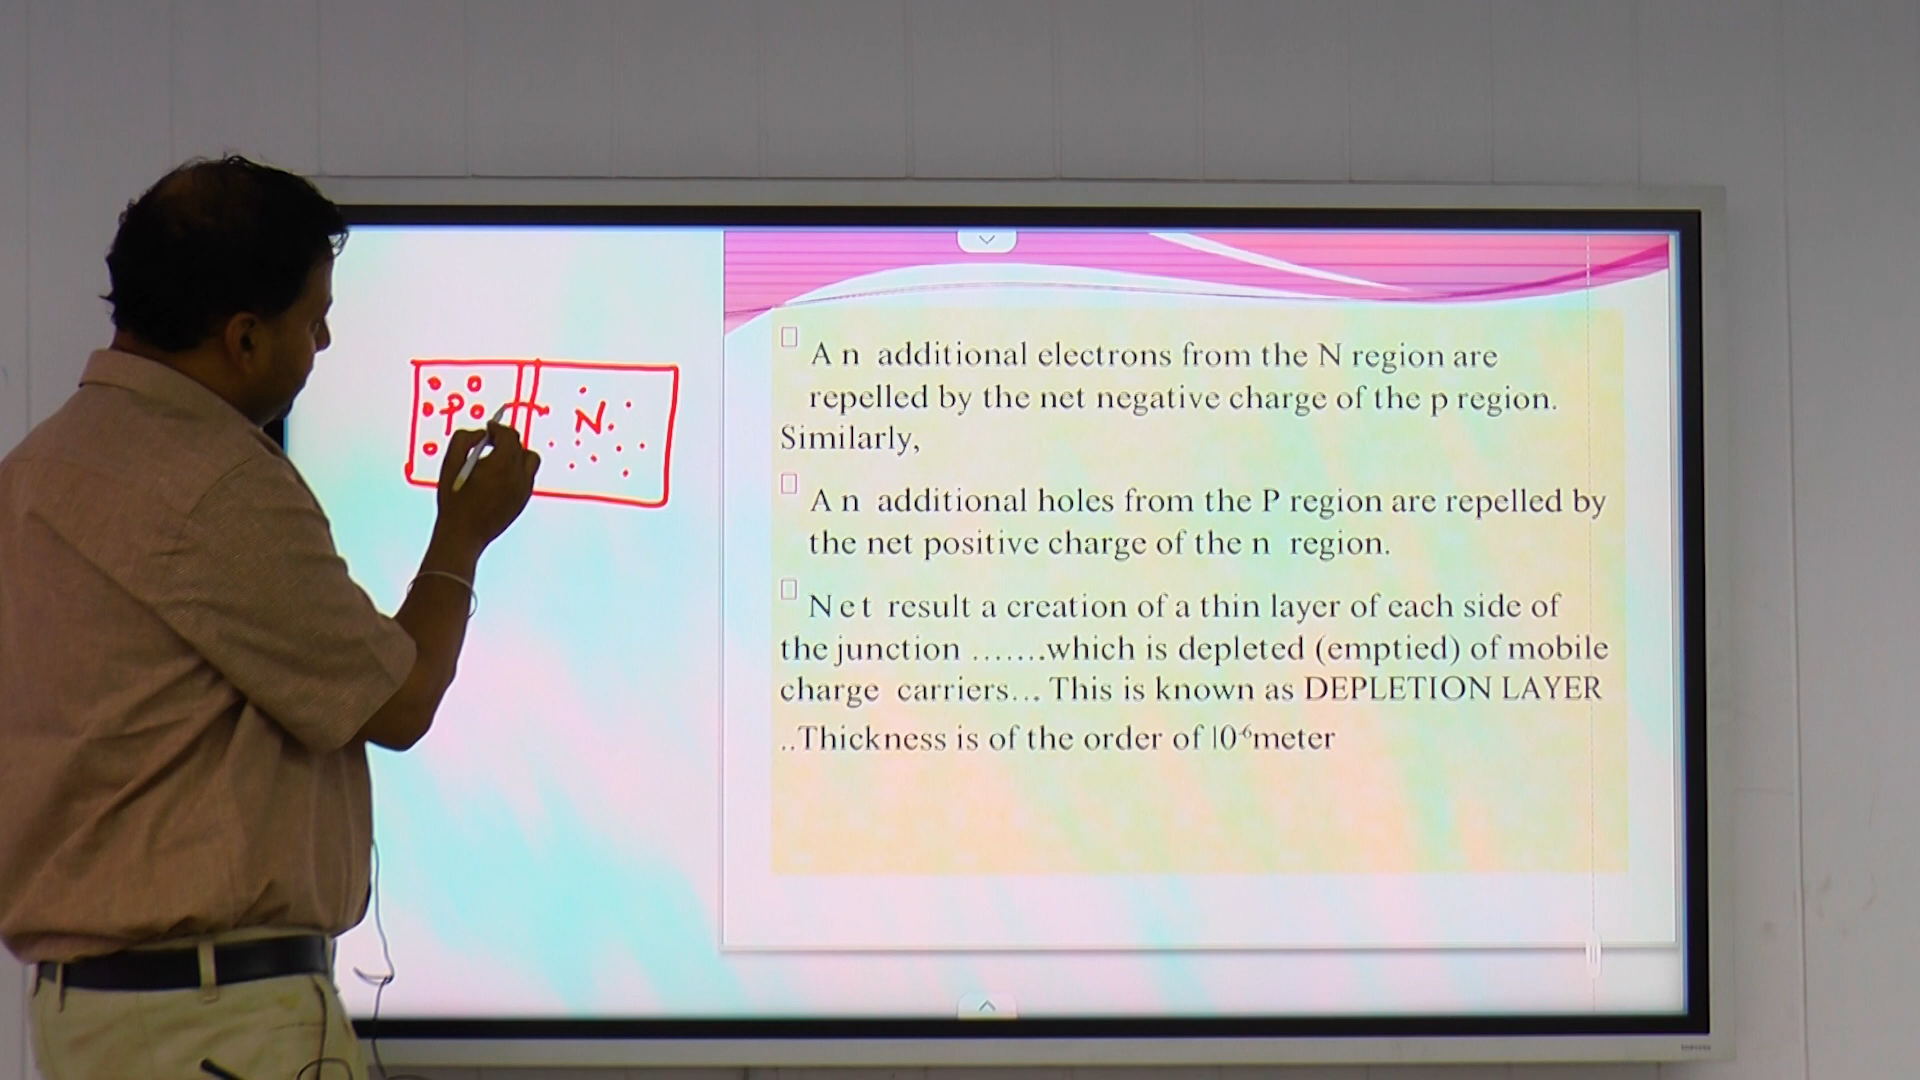 P N
An additional electrons from the N region are
repelled by the net negative charge of the p region.
Similarly,
An additional holes from the P region are repelled by
the net positive charge of the n region.
Net result a creation of a thin layer of each side of
the junction .......which is depleted (emptied) of mobile
charge carriers... This is known as DEPLETION LAYER
..Thickness is of the order of 10⁻⁶meter